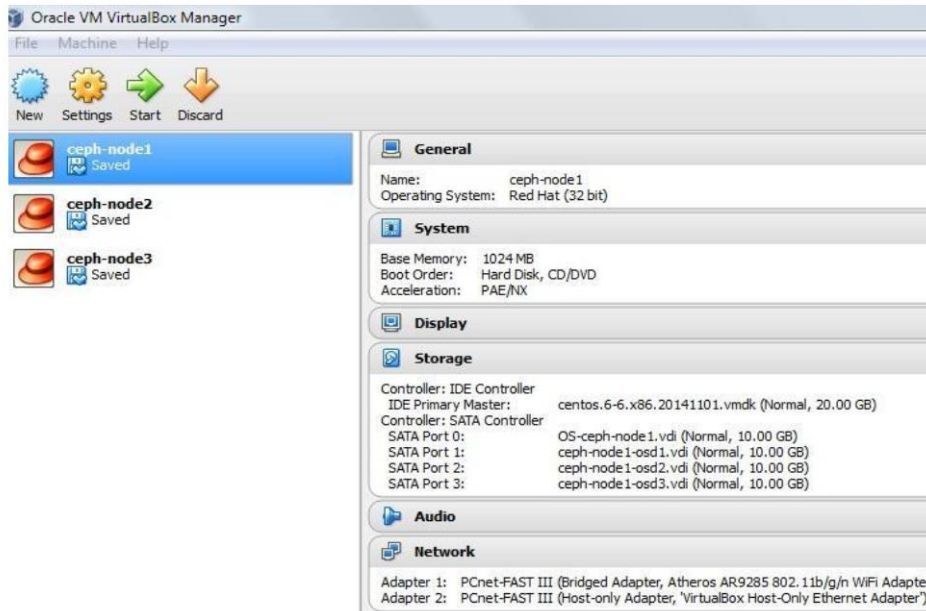 Oracle VM VirtualBox Manager
File Machine Help
New Settings Start Discard
ceph-node1
Saved
ceph-node2
Saved
ceph-node3
Saved
General
Name: ceph-node1
Operating System: Red Hat (32 bit)
System
Base Memory: 1024 MB
Boot Order: Hard Disk, CD/DVD
Acceleration: PAE/NX
Display
Storage
Controller: IDE Controller
IDE Primary Master: centos.6-6.x86.20141101.vmdk (Normal, 20.00 GB)
Controller: SATA Controller
SATA Port 0: OS-ceph-node1.vdi (Normal, 10.00 GB)
SATA Port 1: ceph-node1-osd1.vdi (Normal, 10.00 GB)
SATA Port 2: ceph-node1-osd2.vdi (Normal, 10.00 GB)
SATA Port 3: ceph-node1-osd3.vdi (Normal, 10.00 GB)
Audio
Network
Adapter 1: PCnet-FAST III (Bridged Adapter, Atheros AR9285 802.11b/g/n WiFi Adapte
Adapter 2: PCnet-FAST III (Host-only Adapter, 'VirtualBox Host-Only Ethernet Adapter')